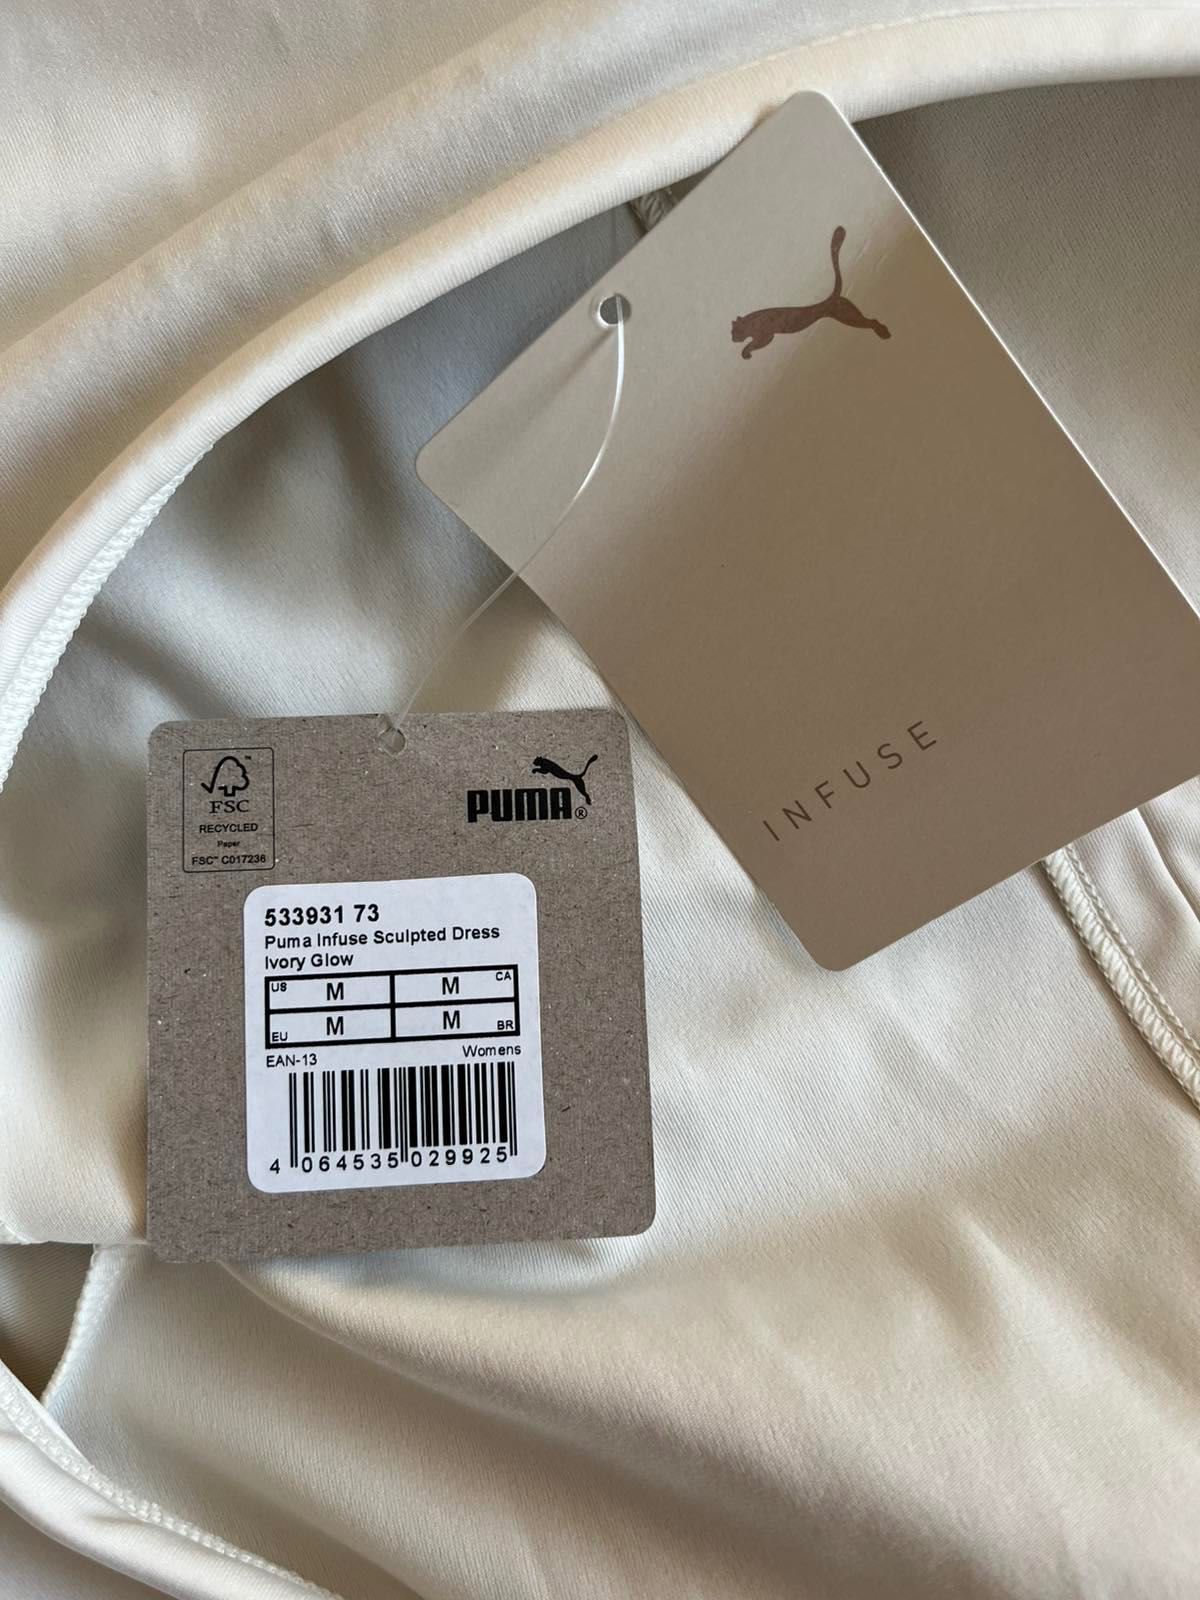 INFUSE
FSC™
RECYCLED
Paper
FSC™ C017236
PUMA®
533931 73
Puma Infuse Sculpted Dress
Ivory Glow
US M M CA
EU M M BR
EAN-13 Womens
4 064535 029925